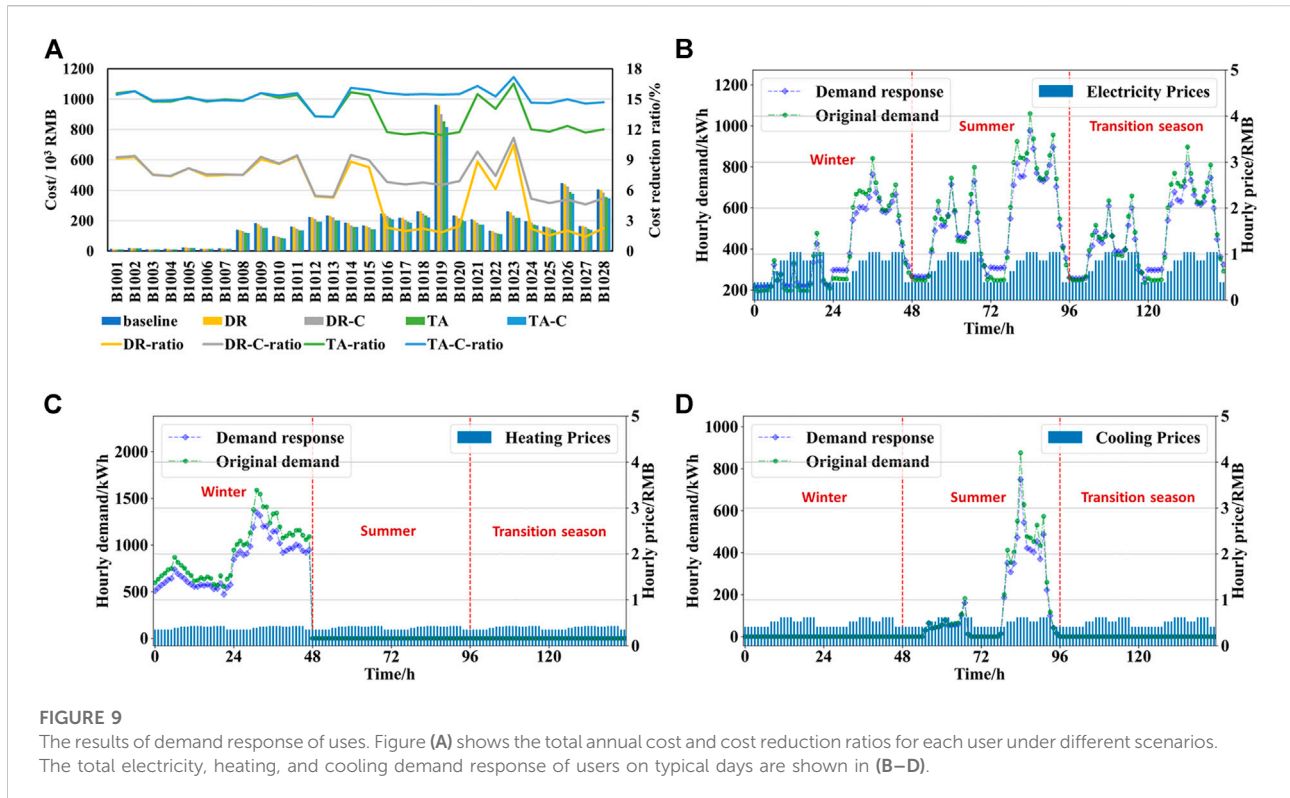 A
Cost/ 10³ RMB
1200
1000
800
600
400
200
0
18
15
12
9
6
3
0
Cost reduction ratio/%
B1001
B1002
B1003
B1004
B1005
B1006
B1007
B1008
B1009
B1010
B1011
B1012
B1013
B1014
B1015
B1016
B1017
B1018
B1019
B1020
B1021
B1022
B1023
B1024
B1025
B1026
B1027
B1028
baseline DR DR-C TA TA-C
DR-ratio DR-C-ratio TA-ratio TA-C-ratio
B
Hourly demand/kWh
1200
1000
800
600
400
200
Demand response
Original demand
Electricity Prices
Winter
Summer
Transition season
5
4
3
2
1
0
Hourly price/RMB
0 24 48 72 96 120
Time/h
C
Hourly demand/kWh
2000
1500
1000
500
0
Demand response
Original demand
Heating Prices
Winter
Summer
Transition season
5
4
3
2
1
0
Hourly price/RMB
0 24 48 72 96 120
Time/h
D
Hourly demand/kWh
1000
800
600
400
200
0
Demand response
Original demand
Cooling Prices
Winter
Summer
Transition season
5
4
3
2
1
0
Hourly price/RMB
0 24 48 72 96 120
Time/h
FIGURE 9
The results of demand response of uses. Figure (A) shows the total annual cost and cost reduction ratios for each user under different scenarios.
The total electricity, heating, and cooling demand response of users on typical days are shown in (B–D).